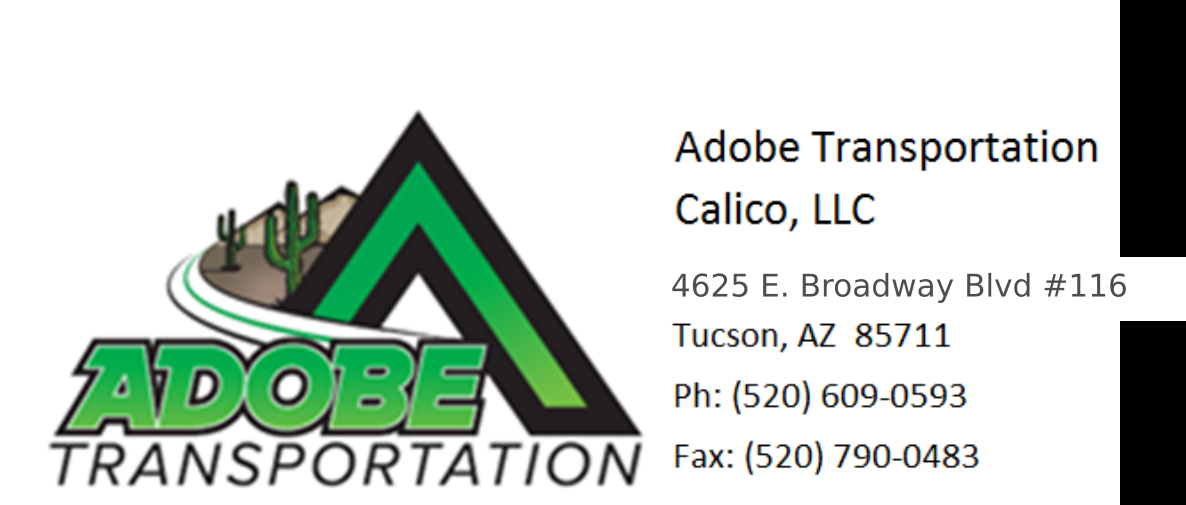 ADOBE
TRANSPORTATION
Adobe Transportation
Calico, LLC
4625 E. Broadway Blvd #116
Tucson, AZ  85711
Ph: (520) 609-0593
Fax: (520) 790-0483